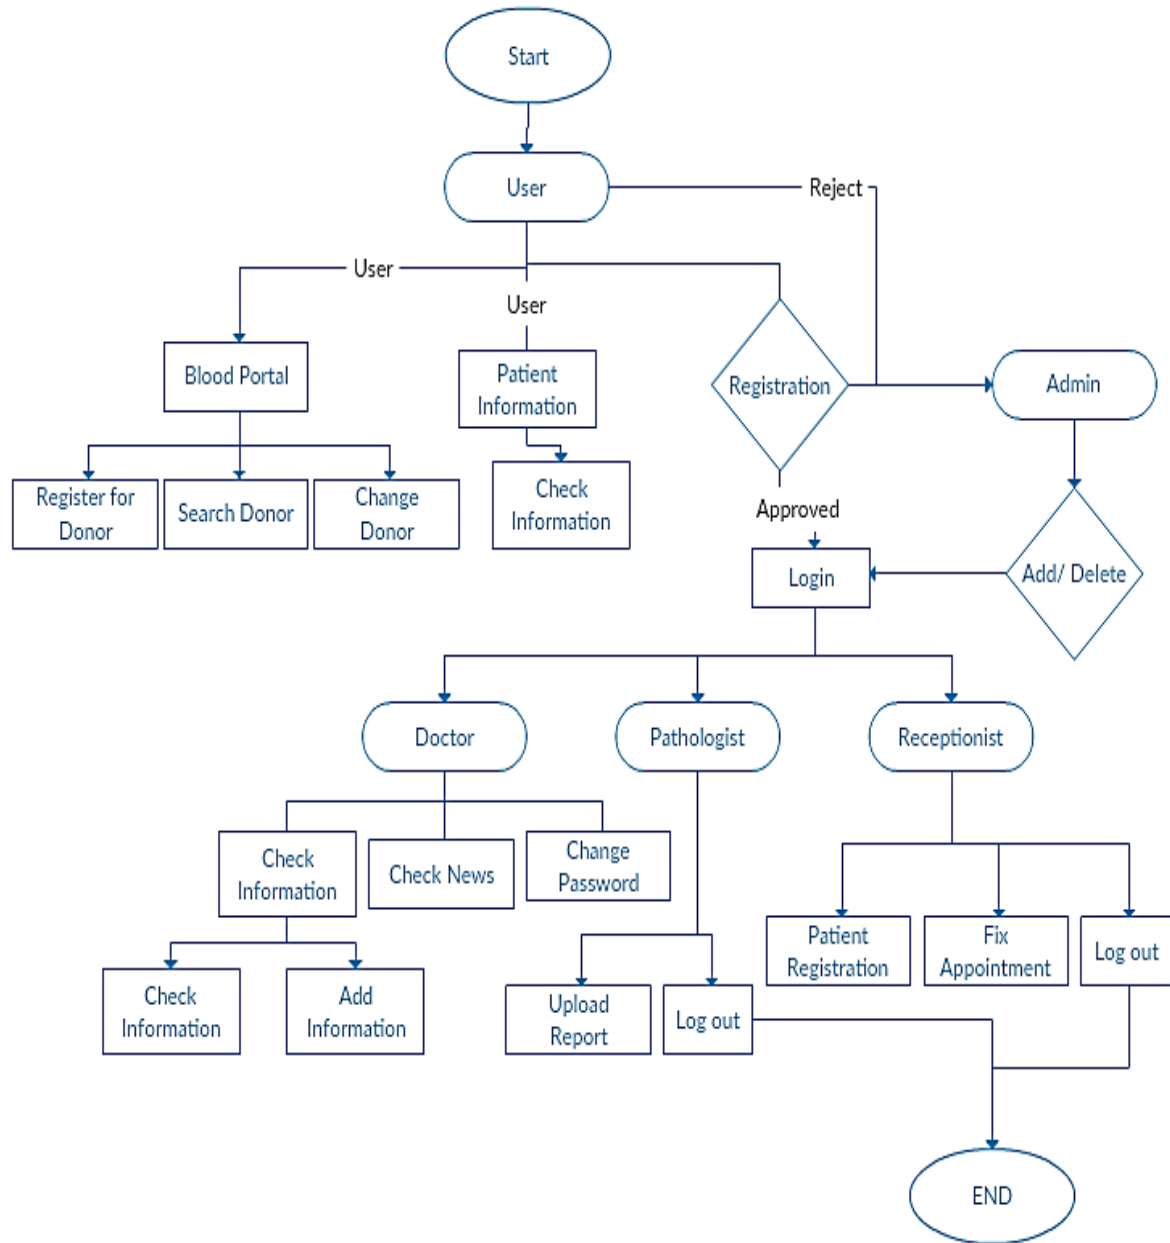 Start
User
Reject
User
User
Blood Portal
Patient
Information
Registration
Admin
Register for
Donor
Search Donor
Change
Donor
Check
Information
Approved
Login
Add/ Delete
Doctor
Pathologist
Receptionist
Check
Information
Check News
Change
Password
Patient
Registration
Fix
Appointment
Log out
Check
Information
Add
Information
Upload
Report
Log out
END